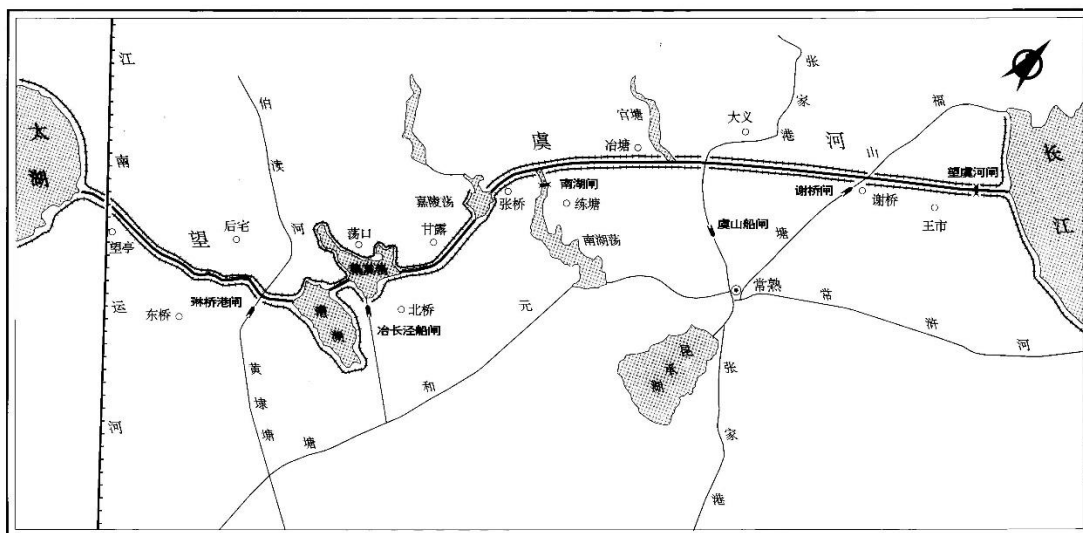 太湖
江南运河
伯渎河
望虞河
张家港
福山塘
长江
官塘
大义
冶塘
望虞河闸
嘉陵荡
张桥
南湖闸
练塘
谢桥闸
谢桥
王市
望亭
后宅
荡口
甘露
南湖荡
虞山船闸
琳桥港闸
东桥
漕湖
北桥
冶长泾船闸
常熟
常浒河
元和塘
昆承湖
黄埭塘
张家港